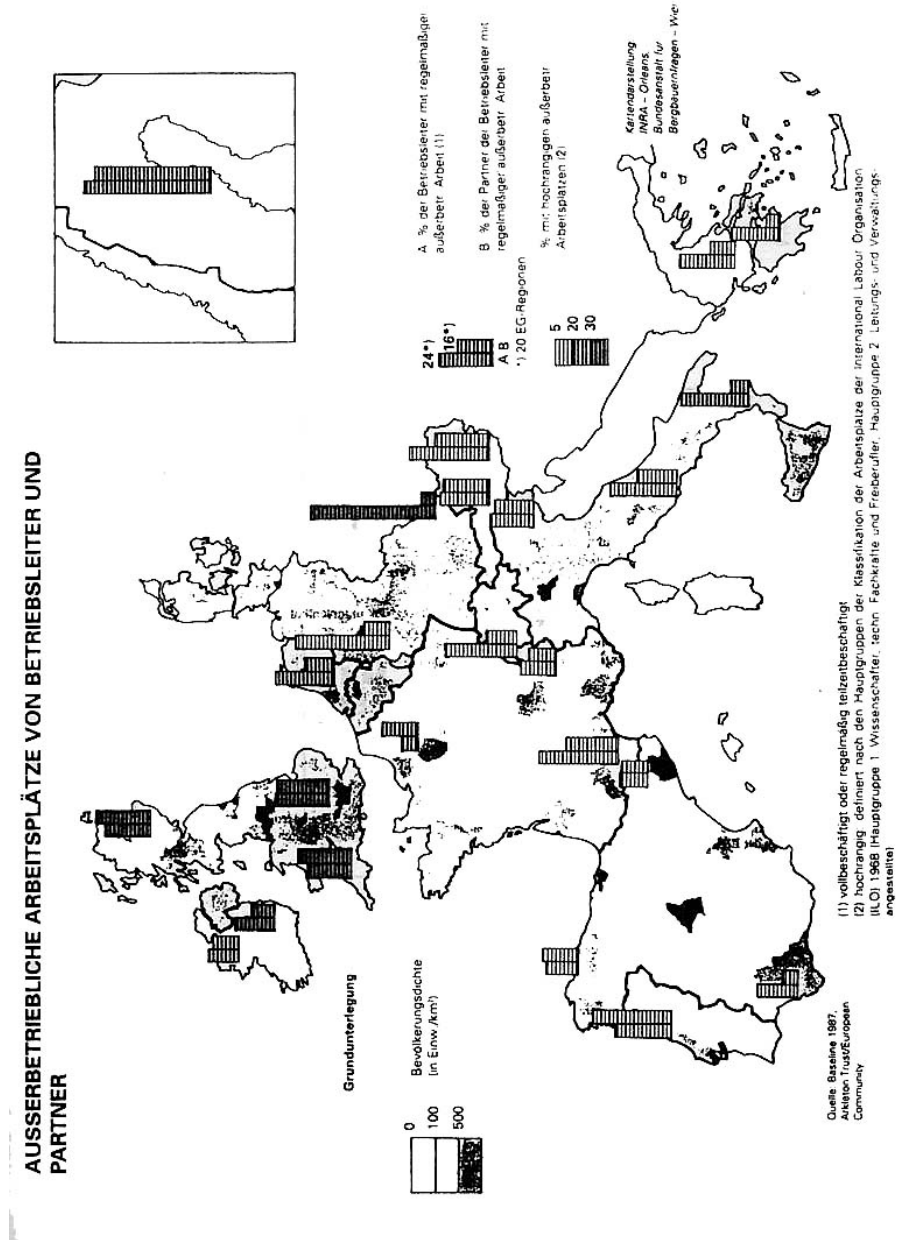 AUSSERBETRIEBLICHE ARBEITSPLÄTZE VON BETRIEBSLEITER UND
PARTNER
A % der Betriebsleiter mit regelmäßiger
außerbetr Arbeit (1)
B % der Partner der Betriebsleiter mit
regelmäßiger außerbetr Arbeit
24*)
16*)
A B
*) 20 EG-Regionen
% mit hochrangigen außerbetr
Arbeitsplätzen (2)
5
20
30
Kartendarstellung
INRA – Orleans,
Bundesanstalt für
Bergbauernfragen – Wien
Grundunterlegung
Bevölkerungsdichte
(in Einw /km²)
0
100
500
Quelle Baseline 1987,
Arkleton Trust/European
Community
(1) vollbeschäftigt oder regelmäßig teilzeitbeschäftigt
(2) hochrangig definiert nach den Hauptgruppen der Klassifikation der Arbeitsplätze der International Labour Organisation
(ILO) 1968 (Hauptgruppe 1 Wissenschafter, techn Fachkräfte und Freiberufler, Hauptgruppe 2 Leitungs- und Verwaltungs-
angestellte)